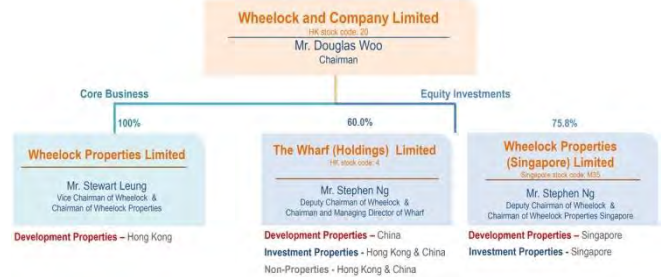 Wheelock and Company Limited
HK stock code: 20
Mr. Douglas Woo
Chairman
Core Business
Equity Investments
100%
60.0%
75.8%
Wheelock Properties Limited
Mr. Stewart Leung
Vice Chairman of Wheelock &
Chairman of Wheelock Properties
Development Properties – Hong Kong
The Wharf (Holdings) Limited
HK stock code: 4
Mr. Stephen Ng
Deputy Chairman of Wheelock &
Chairman and Managing Director of Wharf
Development Properties – China
Investment Properties - Hong Kong & China
Non-Properties - Hong Kong & China
Wheelock Properties
(Singapore) Limited
Singapore stock code: M35
Mr. Stephen Ng
Deputy Chairman of Wheelock &
Chairman of Wheelock Properties Singapore
Development Properties – Singapore
Investment Properties - Singapore